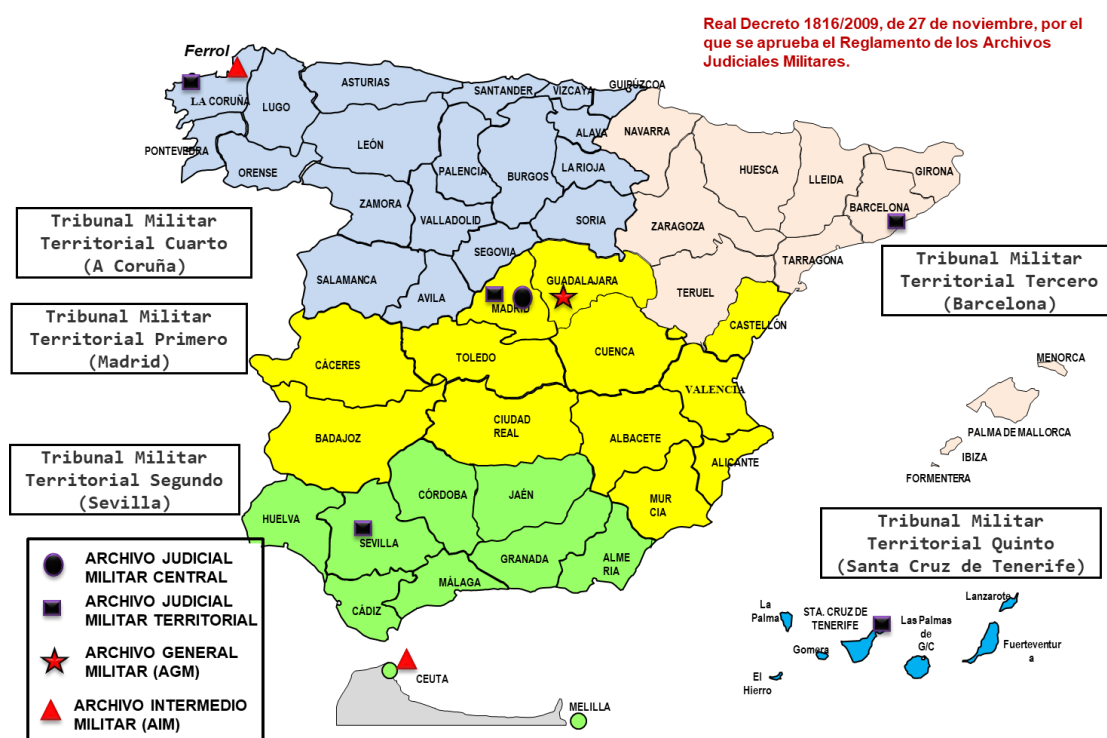 Real Decreto 1816/2009, de 27 de noviembre, por el
que se aprueba el Reglamento de los Archivos
Judiciales Militares.
Ferrol
LA CORUÑA
LUGO
ASTURIAS
SANTANDER
VIZCAYA
GUIPÚZCOA
PONTEVEDRA
ORENSE
LEÓN
PALENCIA
BURGOS
ALAVA
LA RIOJA
NAVARRA
HUESCA
LLEIDA
GIRONA
BARCELONA
ZAMORA
VALLADOLID
SORIA
ZARAGOZA
TARRAGONA
SALAMANCA
AVILA
SEGOVIA
MADRID
GUADALAJARA
TERUEL
CASTELLÓN
Tribunal Militar
Territorial Cuarto
(A Coruña)
Tribunal Militar
Territorial Tercero
(Barcelona)
Tribunal Militar
Territorial Primero
(Madrid)
CÁCERES
TOLEDO
CUENCA
VALENCIA
BADAJOZ
CIUDAD
REAL
ALBACETE
ALICANTE
MUR
CIA
MENORCA
PALMA DE MALLORCA
IBIZA
FORMENTERA
Tribunal Militar
Territorial Segundo
(Sevilla)
HUELVA
SEVILLA
CÓRDOBA
JAÉN
GRANADA
ALME
RIA
MÁLAGA
CÁDIZ
Tribunal Militar
Territorial Quinto
(Santa Cruz de Tenerife)
La
Palma
STA. CRUZ DE
TENERIFE
Gomera
El
Hierro
Las Palmas
de
G/C
Lanzarote
Fuerteventu
ra
CEUTA
MELILLA
ARCHIVO JUDICIAL
MILITAR CENTRAL
ARCHIVO JUDICIAL
MILITAR TERRITORIAL
ARCHIVO GENERAL
MILITAR (AGM)
ARCHIVO INTERMEDIO
MILITAR (AIM)